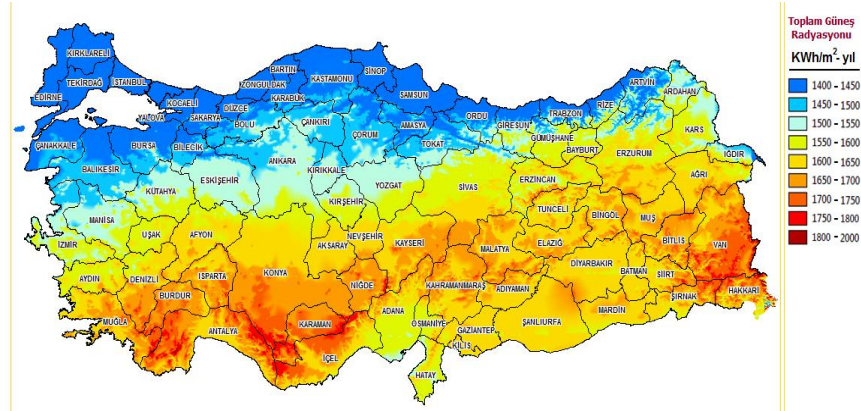 Toplam Güneş
Radyasyonu
KWh/m²- yıl
1400 - 1450
1450 - 1500
1500 - 1550
1550 - 1600
1600 - 1650
1650 - 1700
1700 - 1750
1750 - 1800
1800 - 2000
KIRKLARELİ
TEKİRDAĞ
İSTANBUL
EDİRNE
KOCAELİ
YALOVA
SAKARYA
DÜZCE
BOLU
ZONGULDAK
BARTIN
KARABÜK
KASTAMONU
SİNOP
SAMSUN
ÇANKIRI
ÇORUM
AMASYA
TOKAT
ORDU
GİRESUN
TRABZON
RİZE
ARTVİN
ARDAHAN
KARS
GÜMÜŞHANE
BAYBURT
ERZURUM
IĞDIR
AĞRI
ÇANAKKALE
BALIKESİR
BURSA
BİLECİK
ESKİŞEHİR
KÜTAHYA
ANKARA
KIRIKKALE
KIRŞEHİR
YOZGAT
SİVAS
ERZİNCAN
TUNCELİ
BİNGÖL
MUŞ
BİTLİS
VAN
MANİSA
İZMİR
UŞAK
AFYON
AYDIN
DENİZLİ
ISPARTA
BURDUR
MUĞLA
ANTALYA
KONYA
AKSARAY
NEVŞEHİR
NİĞDE
KAYSERİ
KARAMAN
İÇEL
ADANA
OSMANİYE
HATAY
KAHRAMANMARAŞ
MALATYA
ELAZIĞ
ADIYAMAN
GAZİANTEP
KİLİS
ŞANLIURFA
DİYARBAKIR
MARDİN
BATMAN
SİİRT
ŞIRNAK
HAKKARİ